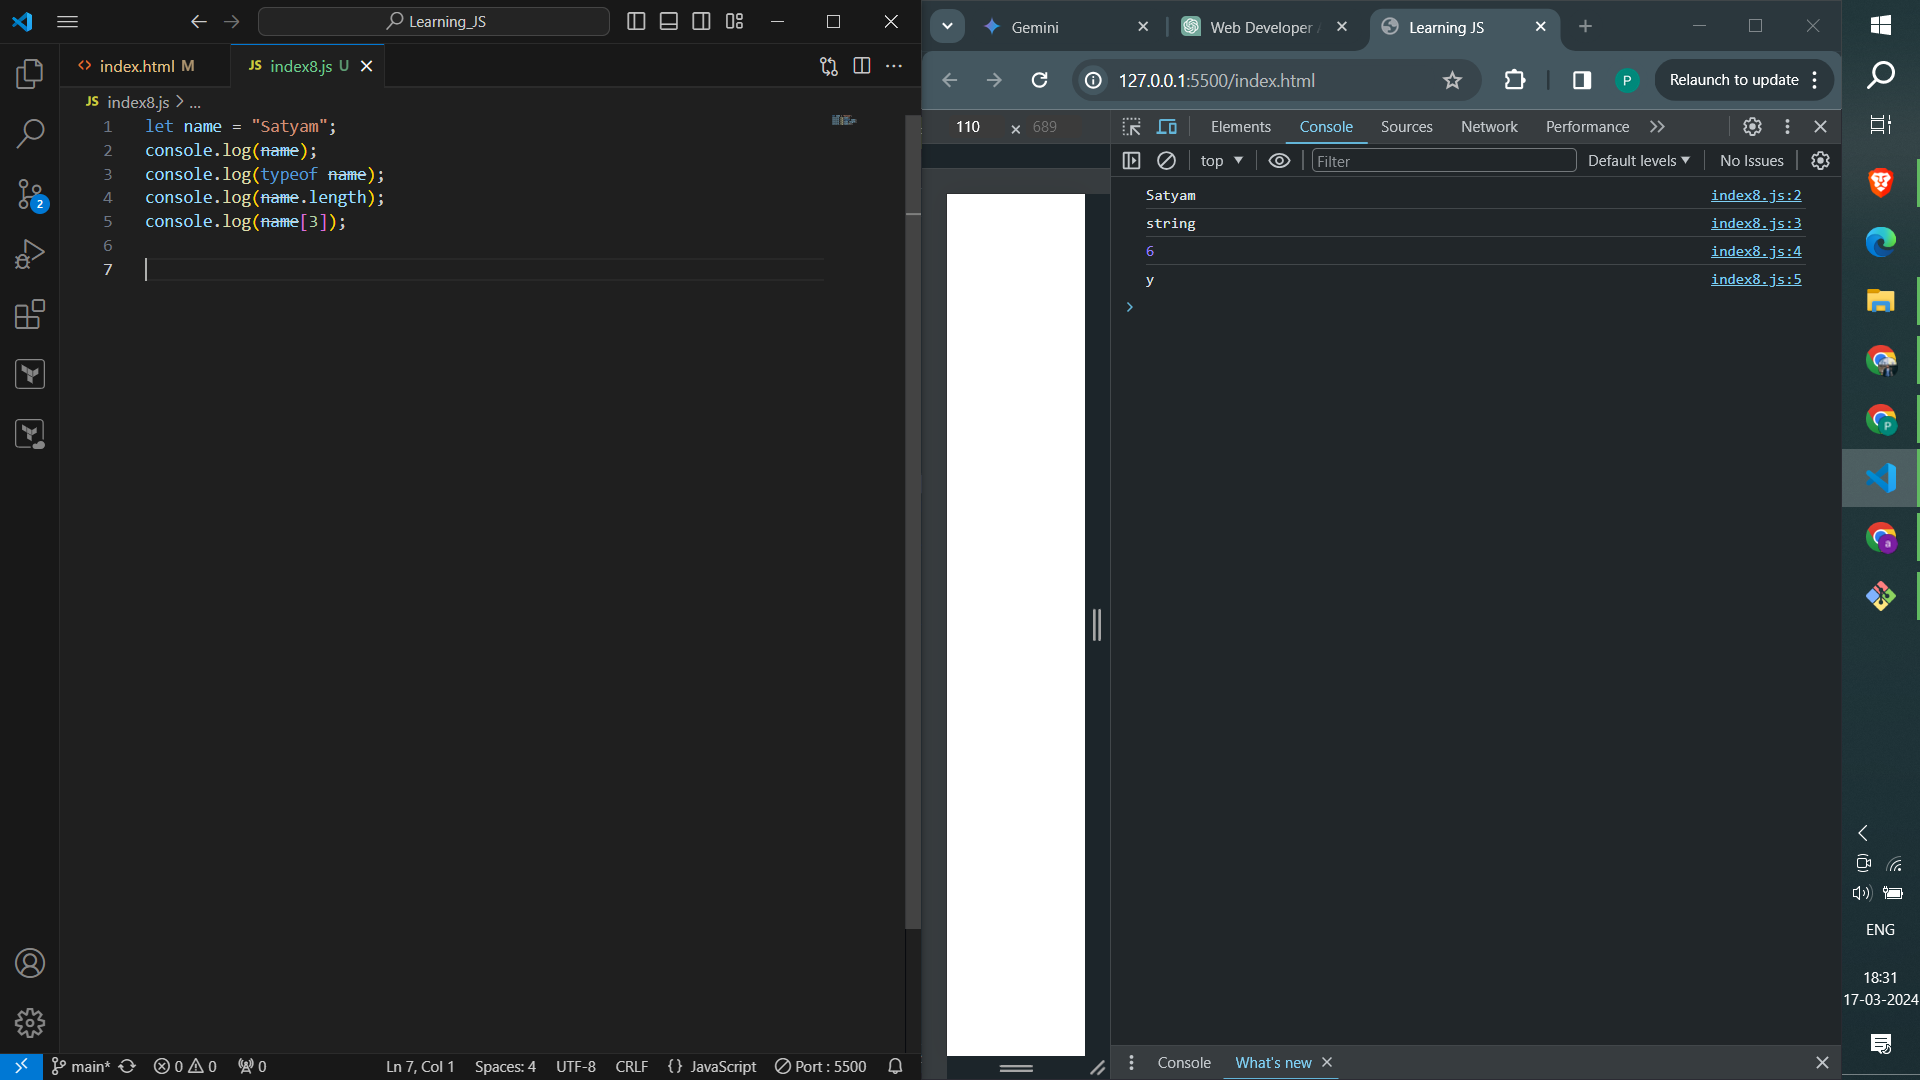 Learning_JS
index.html M
JS index8.js U
JS index8.js > ...
1 let name = "Satyam";
2 console.log(name);
3 console.log(typeof name);
4 console.log(name.length);
5 console.log(name[3]);
6
7
2
main*
0 0
0
Ln 7, Col 1
Spaces: 4
UTF-8
CRLF
{} JavaScript
Port : 5500
Gemini
Web Developer
Learning JS
127.0.0.1:5500/index.html
P
Relaunch to update
110 × 689
Elements
Console
Sources
Network
Performance
top
Filter
Default levels
No Issues
Satyam index8.js:2
string index8.js:3
6 index8.js:4
y index8.js:5
Console
What's new
P
a
ENG
18:31
17-03-2024